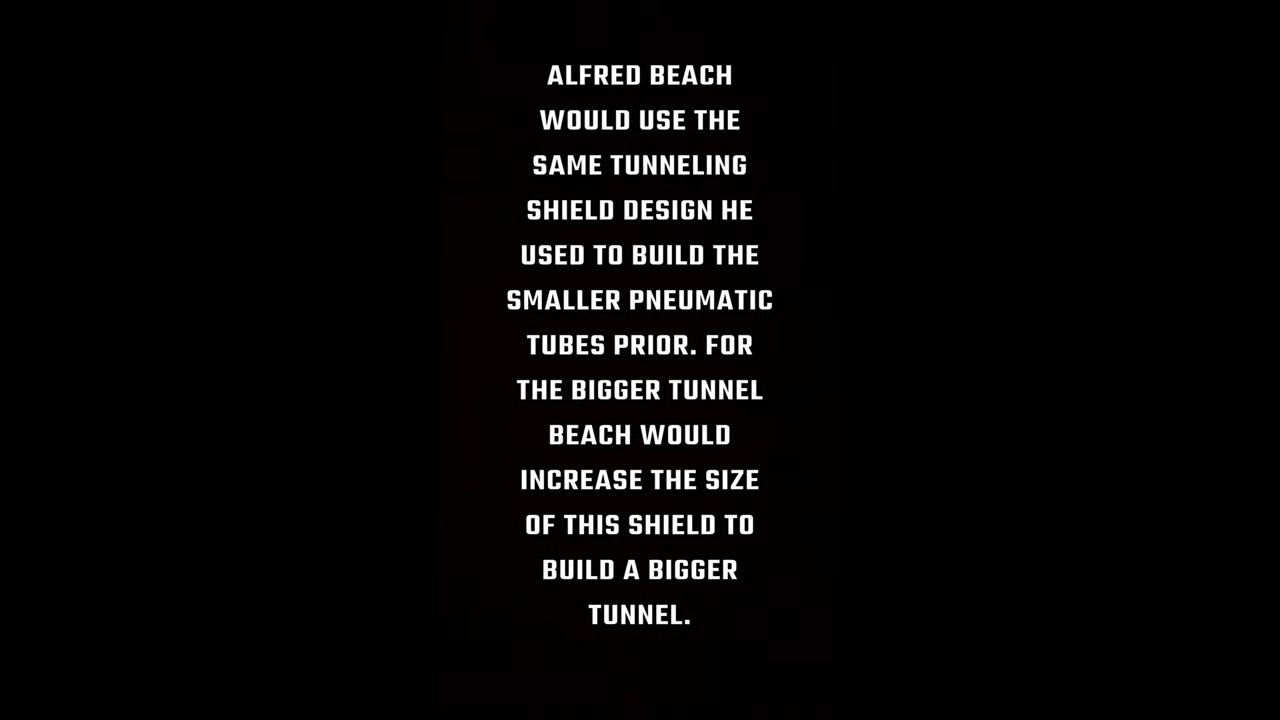 ALFRED BEACH
WOULD USE THE
SAME TUNNELING
SHIELD DESIGN HE
USED TO BUILD THE
SMALLER PNEUMATIC
TUBES PRIOR. FOR
THE BIGGER TUNNEL
BEACH WOULD
INCREASE THE SIZE
OF THIS SHIELD TO
BUILD A BIGGER
TUNNEL.